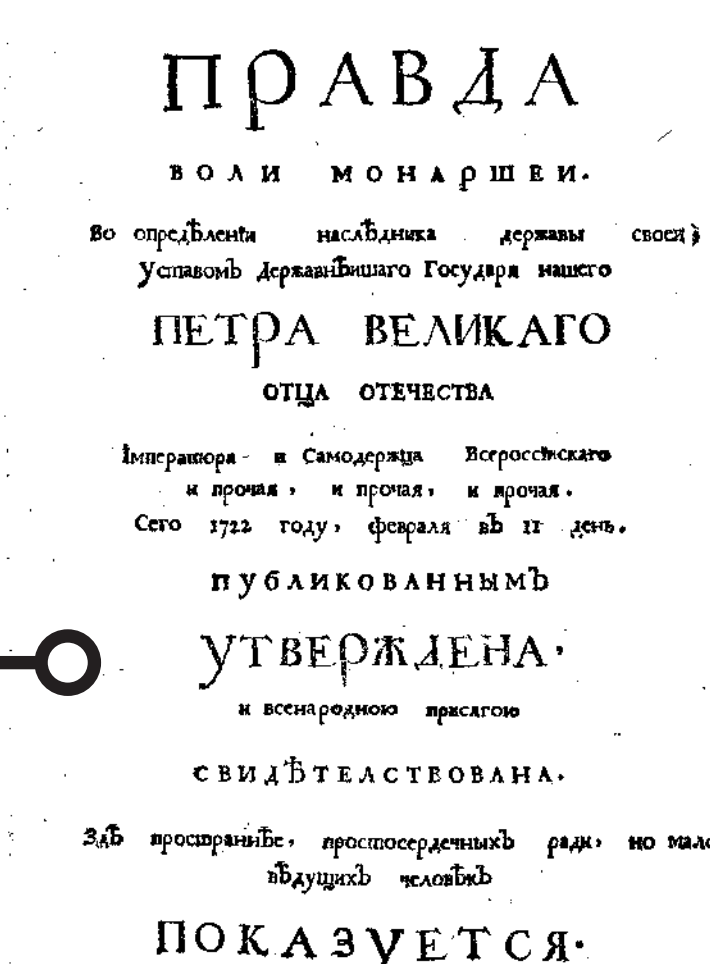 ПРАВДА
ВОЛИ МОНАРШЕИ.
Во опредѣленіи наслѣдника державы своей;
Уставомъ Державнѣишаго Государя нашего
ПЕТРА ВЕЛИКАГО
ОТЦА ОТЕЧЕСТВА
Імператора и Самодержца Всероссіискаго
и прочая, и прочая, и прочая.
Сего 1722 году, февраля въ 11 день.
ПУБЛИКОВАННЫМЪ
УТВЕРЖДЕНА,
и всенародною присягою
СВИДѢТЕЛСТВОВАНА.
Здѣ пространнѣе, простосердечныхъ ради, но мало
вѣдущихъ человѣкъ
ПОКАЗУЕТСЯ.